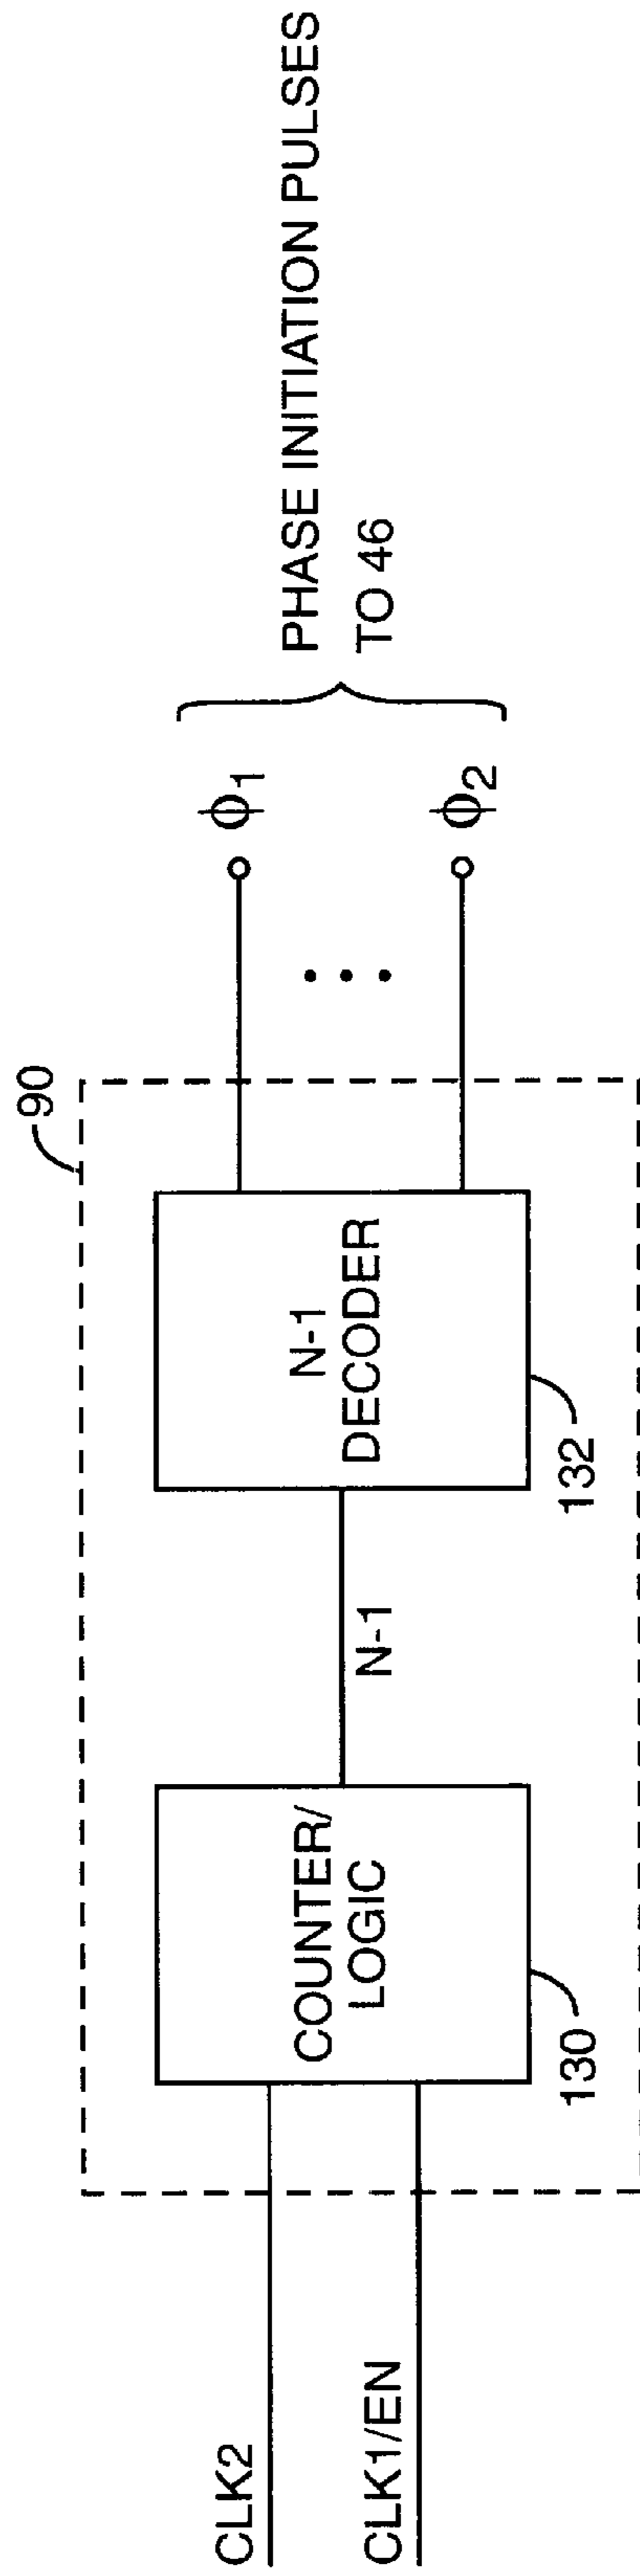 90
CLK2
CLK1/EN
COUNTER/
LOGIC
130
N-1
N-1
DECODER
132
ϕ1
• • •
ϕ2
PHASE INITIATION PULSES
TO 46